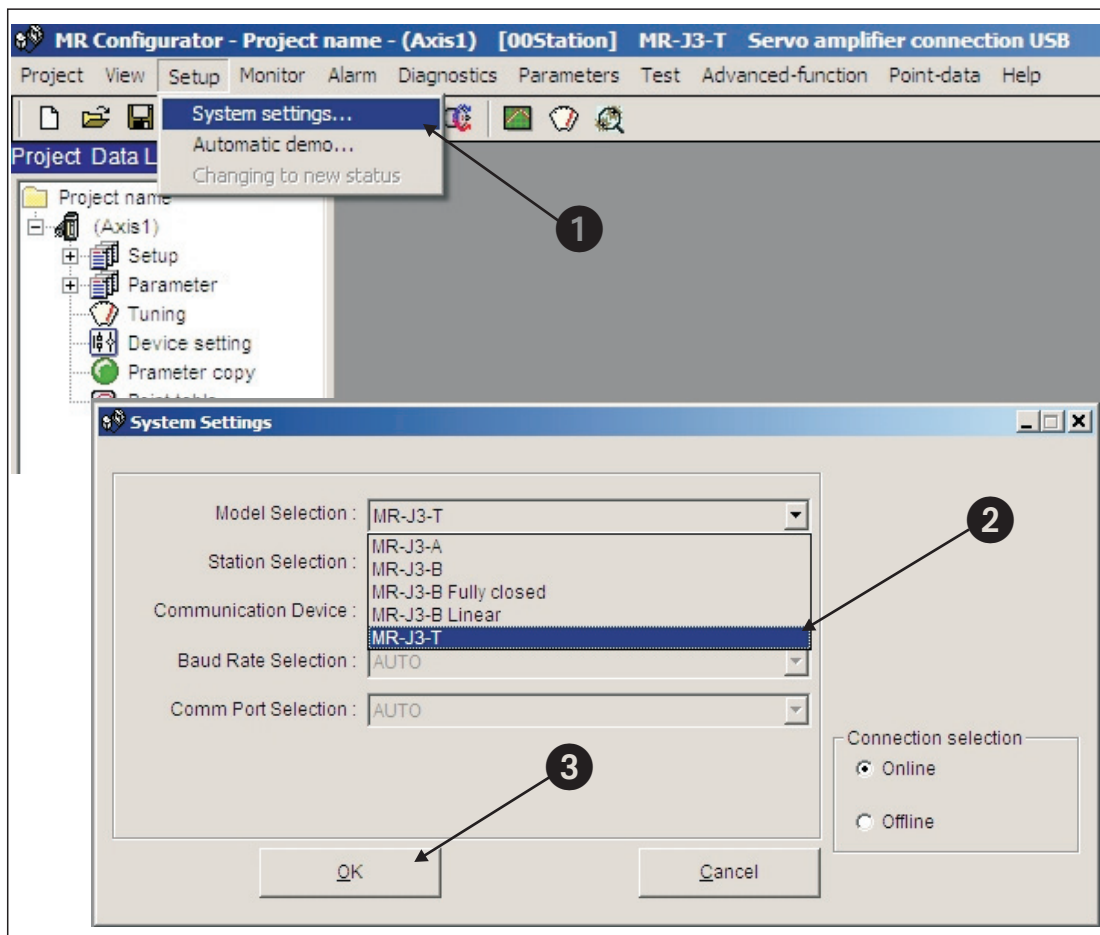 MR Configurator - Project name - (Axis1) [00Station] MR-J3-T Servo amplifier connection USB
Project View Setup Monitor Alarm Diagnostics Parameters Test Advanced-function Point-data Help
System settings...
Automatic demo...
Changing to new status
1
Project Data L
Project name
(Axis1)
Setup
Parameter
Tuning
Device setting
Prameter copy
System Settings
Model Selection : MR-J3-T
2
MR-J3-A
Station Selection : MR-J3-B
MR-J3-B Fully closed
Communication Device : MR-J3-B Linear
MR-J3-T
Baud Rate Selection : AUTO
Comm Port Selection : AUTO
Connection selection
3
Online
Offline
OK
Cancel